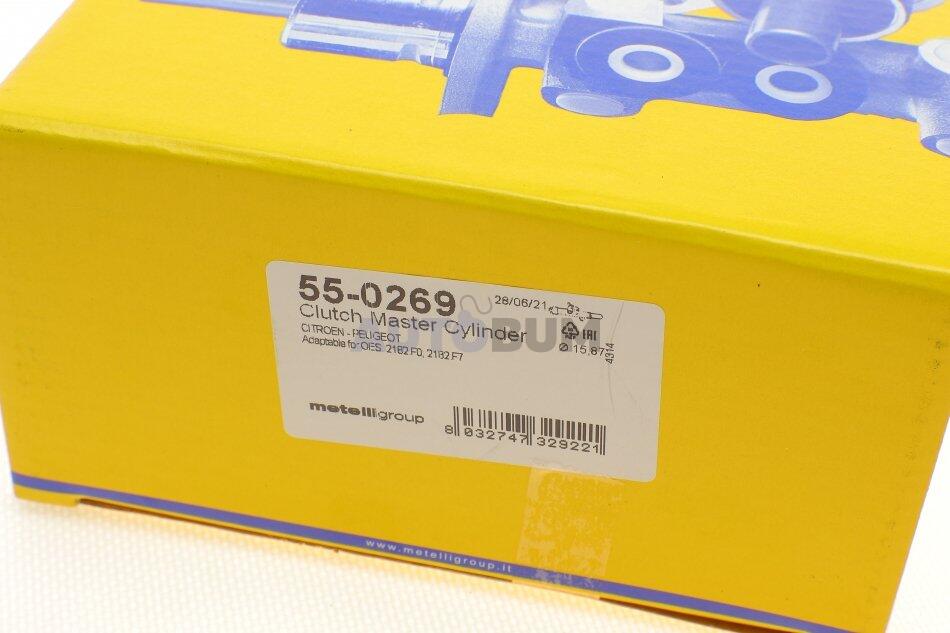 55-0269
28/06/21
Clutch Master Cylinder
CITROEN - PEUGEOT
Adaptable for OES: 2182.F0, 2182.F7
Ø 15,87
4314
EAC
metelligroup
8 032747 329221
AUTOBUM
www.metelligroup.it